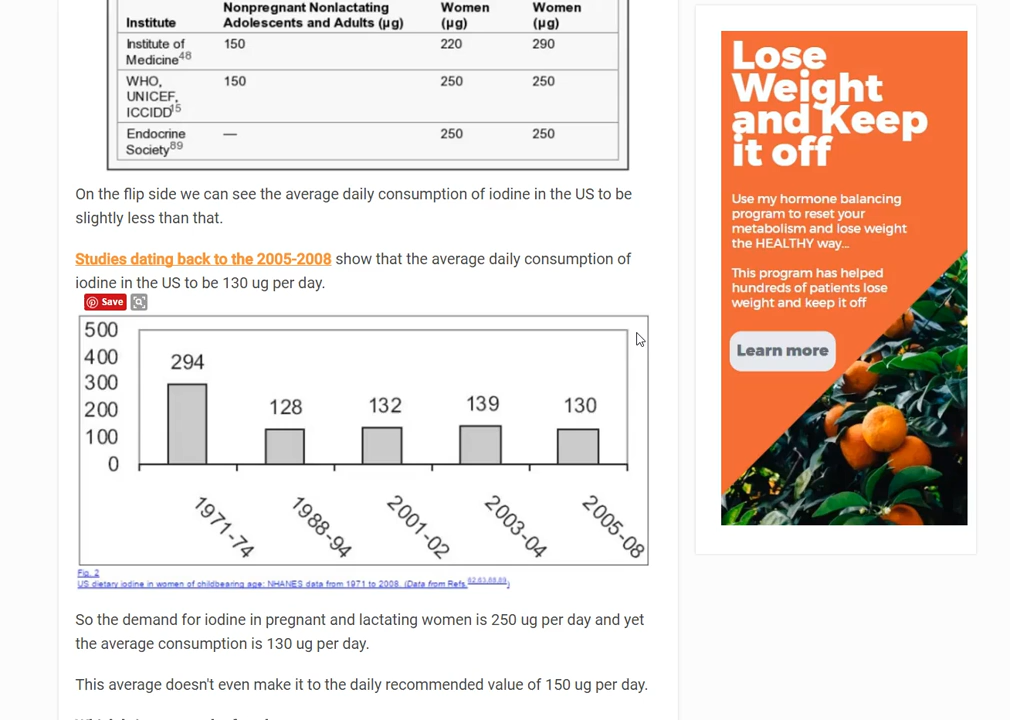 Nonpregnant Nonlactating Women Women
Institute Adolescents and Adults (μg) (μg) (μg)
Institute of 150 220 290
Medicine48
WHO, 150 250 250
UNICEF,
ICCIDD15
Endocrine — 250 250
Society89
On the flip side we can see the average daily consumption of iodine in the US to be
slightly less than that.
Studies dating back to the 2005-2008 show that the average daily consumption of
iodine in the US to be 130 ug per day.
Save
500
400
300
200
100
0
294
128
132
139
130
1971-74
1988-94
2001-02
2003-04
2005-08
Fig. 2
US dietary iodine in women of childbearing age: NHANES data from 1971 to 2008. (Data from Refs.)
So the demand for iodine in pregnant and lactating women is 250 ug per day and yet
the average consumption is 130 ug per day.
This average doesn't even make it to the daily recommended value of 150 ug per day.
Lose
Weight
and Keep
it off
Use my hormone balancing
program to reset your
metabolism and lose weight
the HEALTHY way...
This program has helped
hundreds of patients lose
weight and keep it off
Learn more